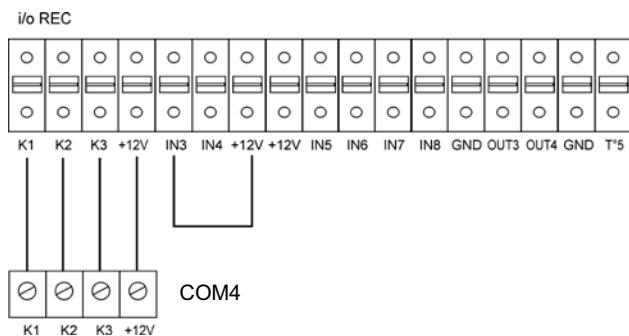 i/o REC
K1 K2 K3 +12V IN3 IN4 +12V +12V IN5 IN6 IN7 IN8 GND OUT3 OUT4 GND T°5
COM4
K1 K2 K3 +12V